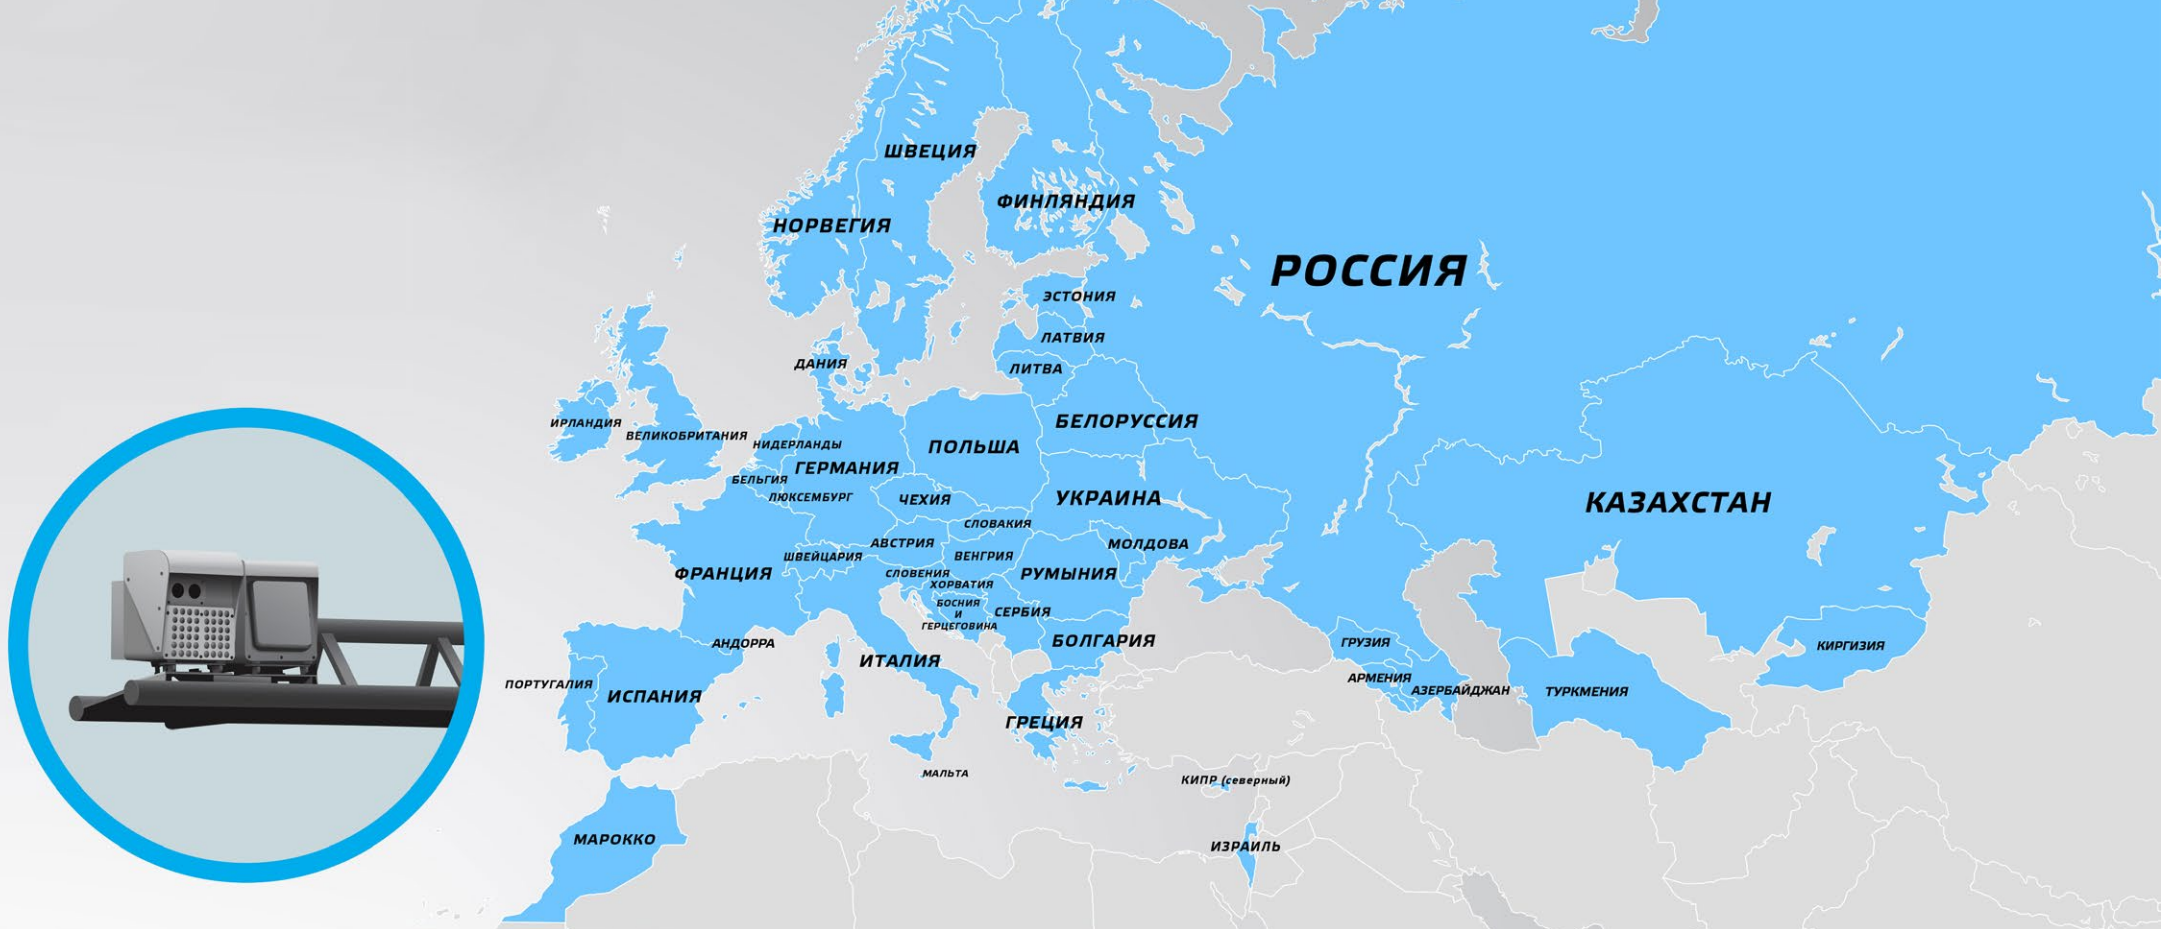 ШВЕЦИЯ
ФИНЛЯНДИЯ
НОРВЕГИЯ
РОССИЯ
ЭСТОНИЯ
ЛАТВИЯ
ДАНИЯ
ЛИТВА
ИРЛАНДИЯ
ВЕЛИКОБРИТАНИЯ
НИДЕРЛАНДЫ
БЕЛОРУССИЯ
ПОЛЬША
ГЕРМАНИЯ
БЕЛЬГИЯ
ЛЮКСЕМБУРГ
ЧЕХИЯ
УКРАИНА
КАЗАХСТАН
СЛОВАКИЯ
АВСТРИЯ
МОЛДОВА
ШВЕЙЦАРИЯ
ВЕНГРИЯ
ФРАНЦИЯ
СЛОВЕНИЯ
РУМЫНИЯ
ХОРВАТИЯ
БОСНИЯ
И
ГЕРЦЕГОВИНА
СЕРБИЯ
АНДОРРА
БОЛГАРИЯ
ГРУЗИЯ
КИРГИЗИЯ
ИТАЛИЯ
ПОРТУГАЛИЯ
ИСПАНИЯ
АРМЕНИЯ
АЗЕРБАЙДЖАН
ТУРКМЕНИЯ
ГРЕЦИЯ
МАЛЬТА
КИПР (северный)
МАРОККО
ИЗРАИЛЬ